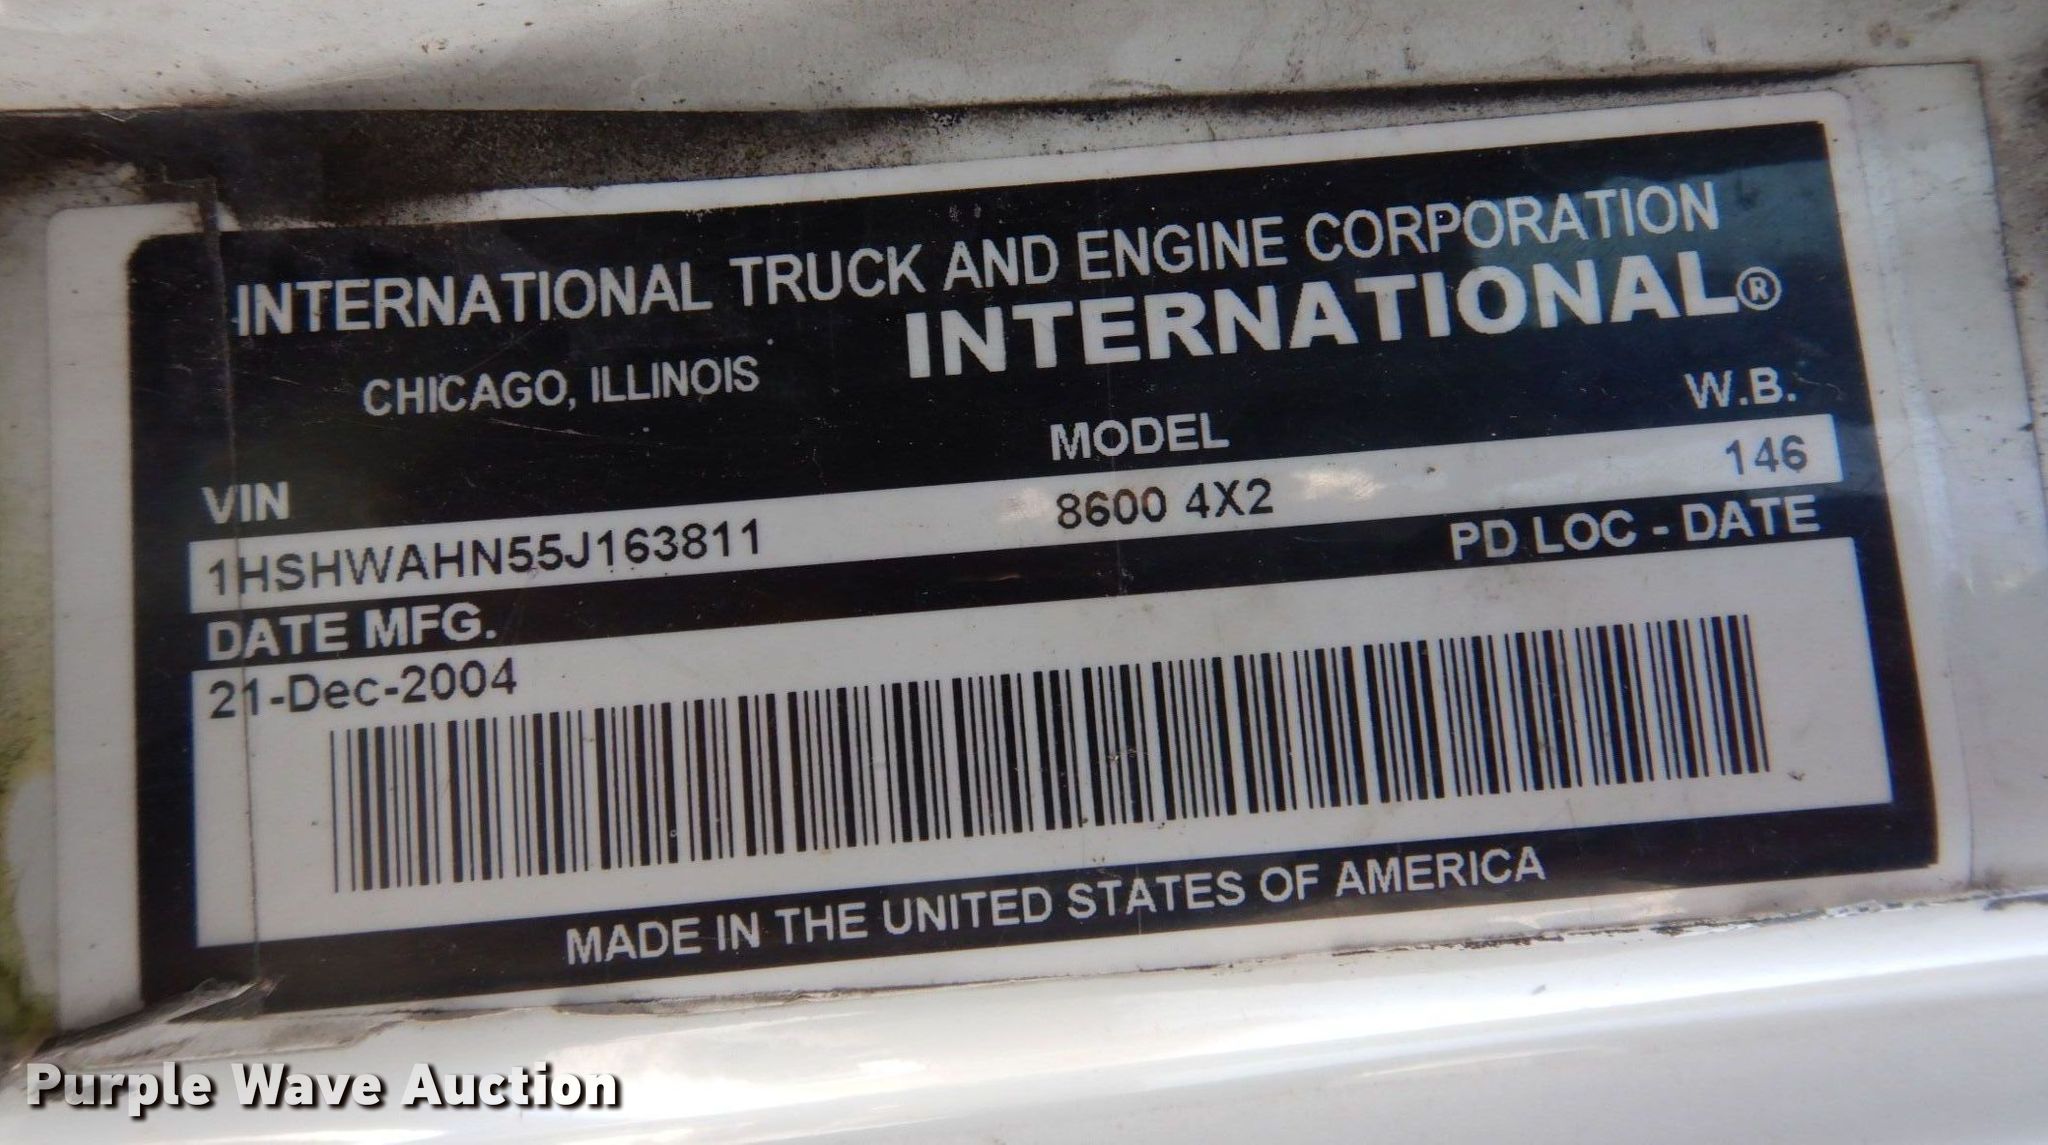 INTERNATIONAL TRUCK AND ENGINE CORPORATION
CHICAGO, ILLINOIS INTERNATIONAL®
VIN MODEL W.B.
1HSHWAHN55J163811 8600 4X2 146
DATE MFG. PD LOC - DATE
21-Dec-2004
MADE IN THE UNITED STATES OF AMERICA
Purple Wave Auction